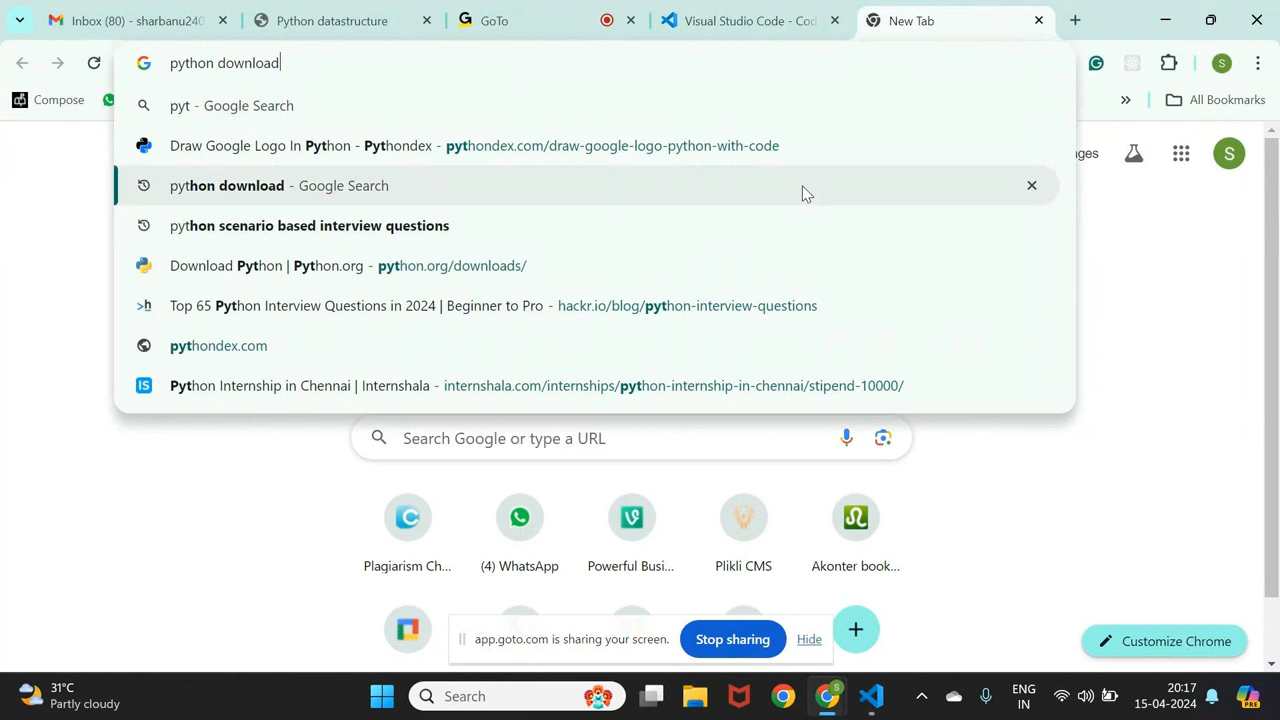 Inbox (80) - sharbanu240
Python datastructure
GoTo
Visual Studio Code - Cod
New Tab
python download
Compose
All Bookmarks
pyt - Google Search
Draw Google Logo In Python - Pythondex - pythondex.com/draw-google-logo-python-with-code
python download - Google Search
python scenario based interview questions
Download Python | Python.org - python.org/downloads/
Top 65 Python Interview Questions in 2024 | Beginner to Pro - hackr.io/blog/python-interview-questions
pythondex.com
Python Internship in Chennai | Internshala - internshala.com/internships/python-internship-in-chennai/stipend-10000/
ges
S
Search Google or type a URL
Plagiarism Ch...
(4) WhatsApp
Powerful Busi...
Plikli CMS
Akonter book...
app.goto.com is sharing your screen.
Stop sharing
Hide
Customize Chrome
31°C
Partly cloudy
Search
ENG
IN
20:17
15-04-2024